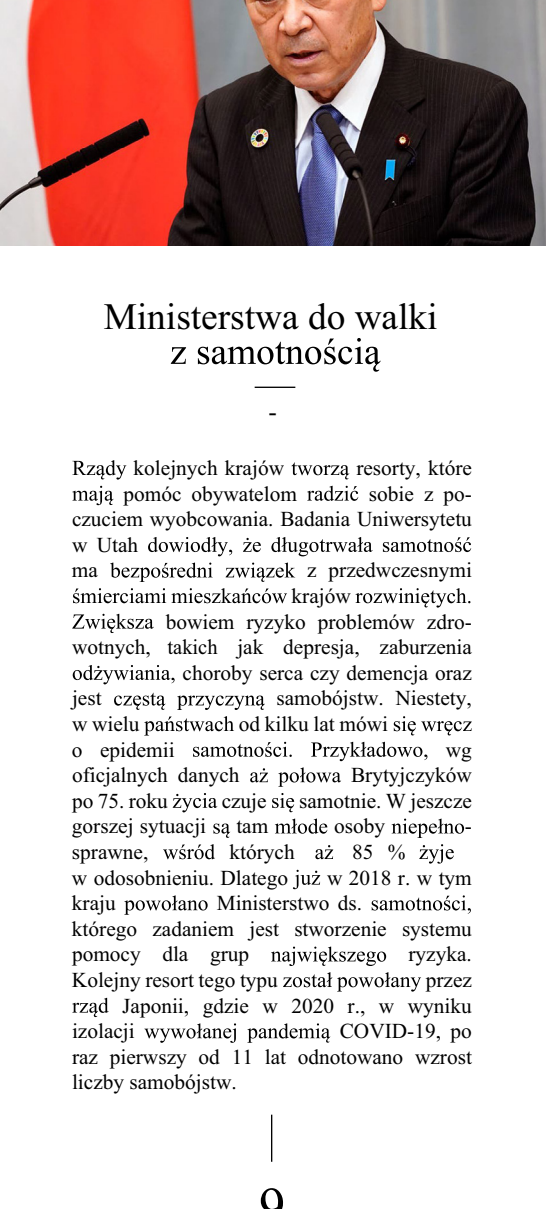 Ministerstwa do walki
z samotnością
-
Rządy kolejnych krajów tworzą resorty, które
mają pomóc obywatelom radzić sobie z po-
czuciem wyobcowania. Badania Uniwersytetu
w Utah dowiodły, że długotrwała samotność
ma bezpośredni związek z przedwczesnymi
śmierciami mieszkańców krajów rozwiniętych.
Zwiększa bowiem ryzyko problemów zdro-
wotnych, takich jak depresja, zaburzenia
odżywiania, choroby serca czy demencja oraz
jest częstą przyczyną samobójstw. Niestety,
w wielu państwach od kilku lat mówi się wręcz
o epidemii samotności. Przykładowo, wg
oficjalnych danych aż połowa Brytyjczyków
po 75. roku życia czuje się samotnie. W jeszcze
gorszej sytuacji są tam młode osoby niepełno-
sprawne, wśród których aż 85 % żyje
w odosobnieniu. Dlatego już w 2018 r. w tym
kraju powołano Ministerstwo ds. samotności,
którego zadaniem jest stworzenie systemu
pomocy dla grup największego ryzyka.
Kolejny resort tego typu został powołany przez
rząd Japonii, gdzie w 2020 r., w wyniku
izolacji wywołanej pandemią COVID-19, po
raz pierwszy od 11 lat odnotowano wzrost
liczby samobójstw.
9